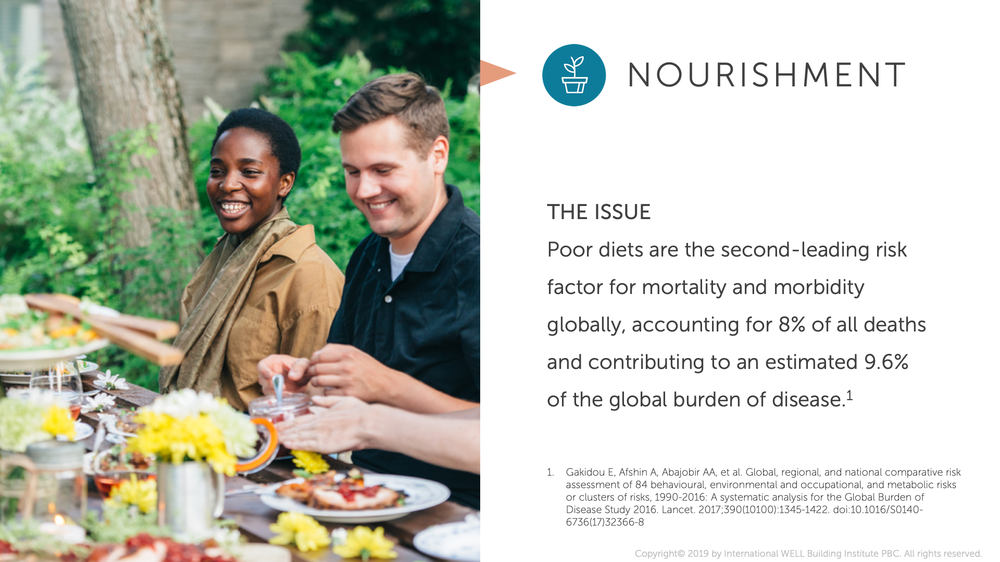 NOURISHMENT
THE ISSUE
Poor diets are the second-leading risk
factor for mortality and morbidity
globally, accounting for 8% of all deaths
and contributing to an estimated 9.6%
of the global burden of disease.¹
1. Gakidou E, Afshin A, Abajobir AA, et al. Global, regional, and national comparative risk
assessment of 84 behavioural, environmental and occupational, and metabolic risks
or clusters of risks, 1990-2016: A systematic analysis for the Global Burden of
Disease Study 2016. Lancet. 2017;390(10100):1345-1422. doi:10.1016/S0140-
6736(17)32366-8
Copyright© 2019 by International WELL Building Institute PBC. All rights reserved.